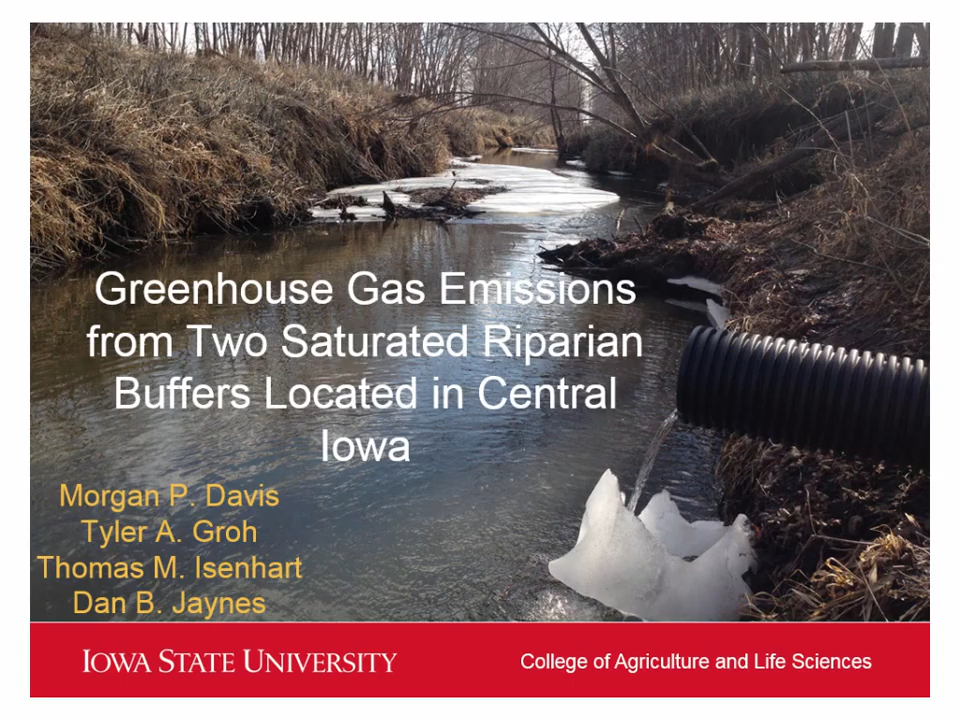 Greenhouse Gas Emissions
from Two Saturated Riparian
Buffers Located in Central
Iowa
Morgan P. Davis
Tyler A. Groh
Thomas M. Isenhart
Dan B. Jaynes
IOWA STATE UNIVERSITY
College of Agriculture and Life Sciences